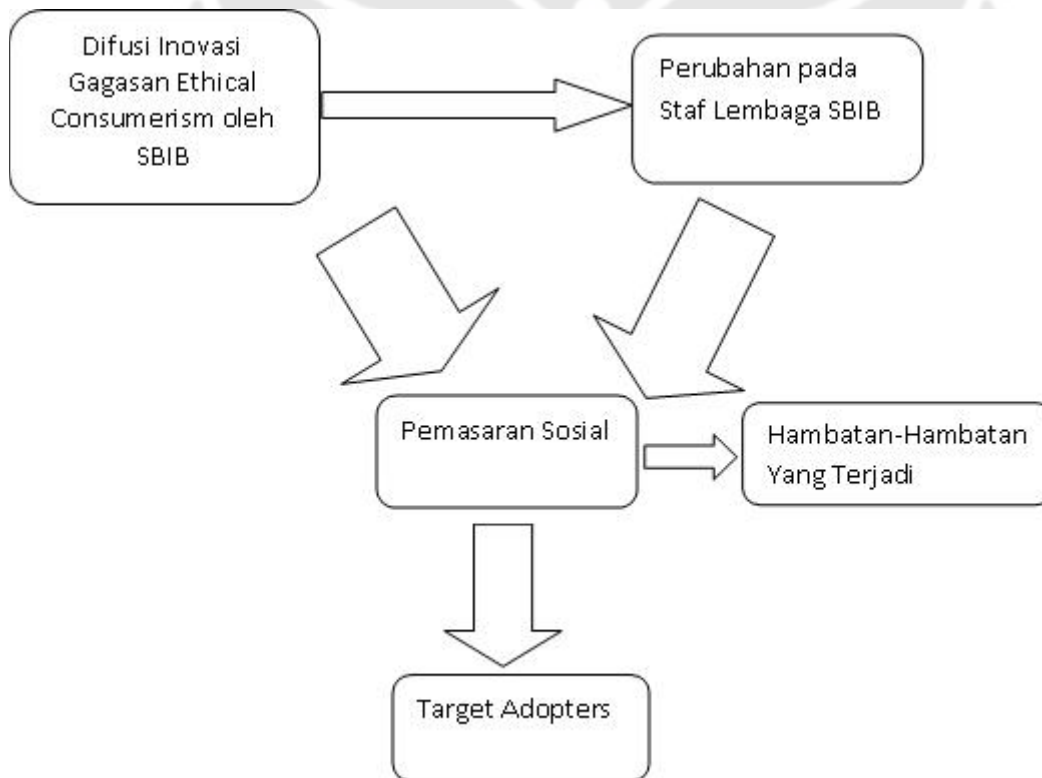 Difusi Inovasi
Gagasan Ethical
Consumerism oleh
SBIB
Perubahan pada
Staf Lembaga SBIB
Pemasaran Sosial
Hambatan-Hambatan
Yang Terjadi
Target Adopters